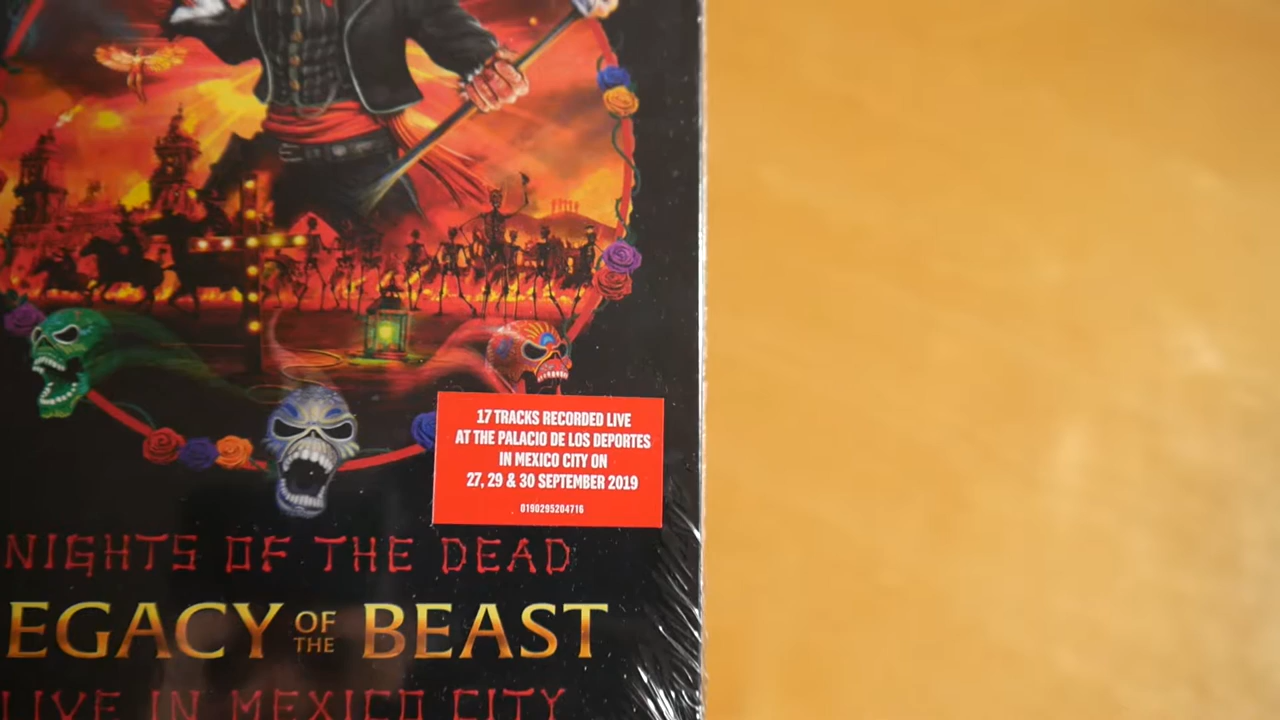 17 TRACKS RECORDED LIVE
AT THE PALACIO DE LOS DEPORTES
IN MEXICO CITY ON
27, 29 & 30 SEPTEMBER 2019
0190295204716
NIGHTS OF THE DEAD
EGACY OF THE BEAST
LIVE IN MEXICO CITY